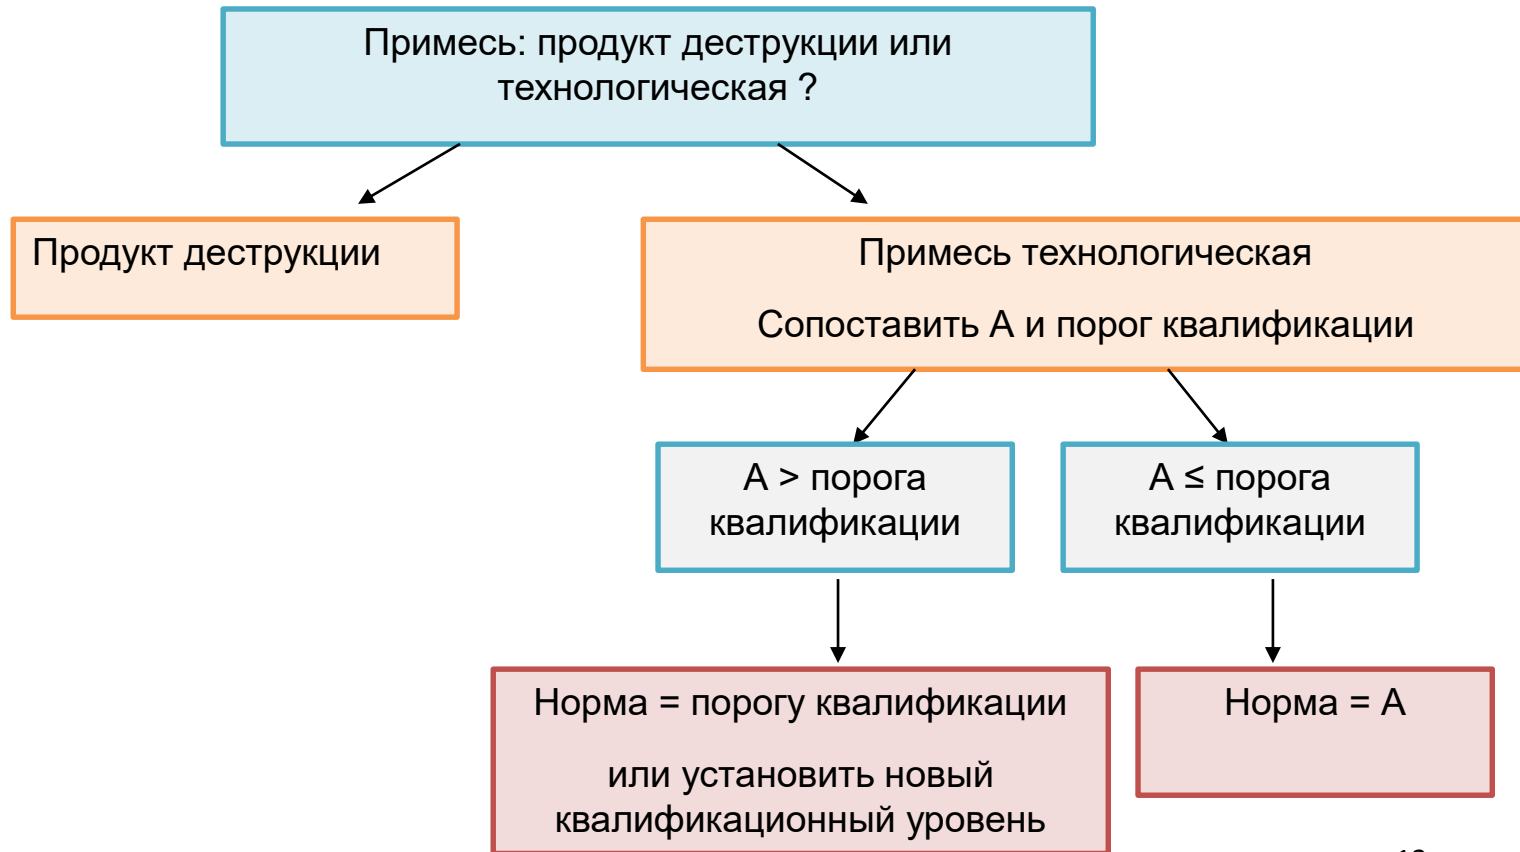 Примесь: продукт деструкции или
технологическая ?
Продукт деструкции
Примесь технологическая
Сопоставить А и порог квалификации
А > порога
квалификации
А ≤ порога
квалификации
Норма = порогу квалификации
или установить новый
квалификационный уровень
Норма = А